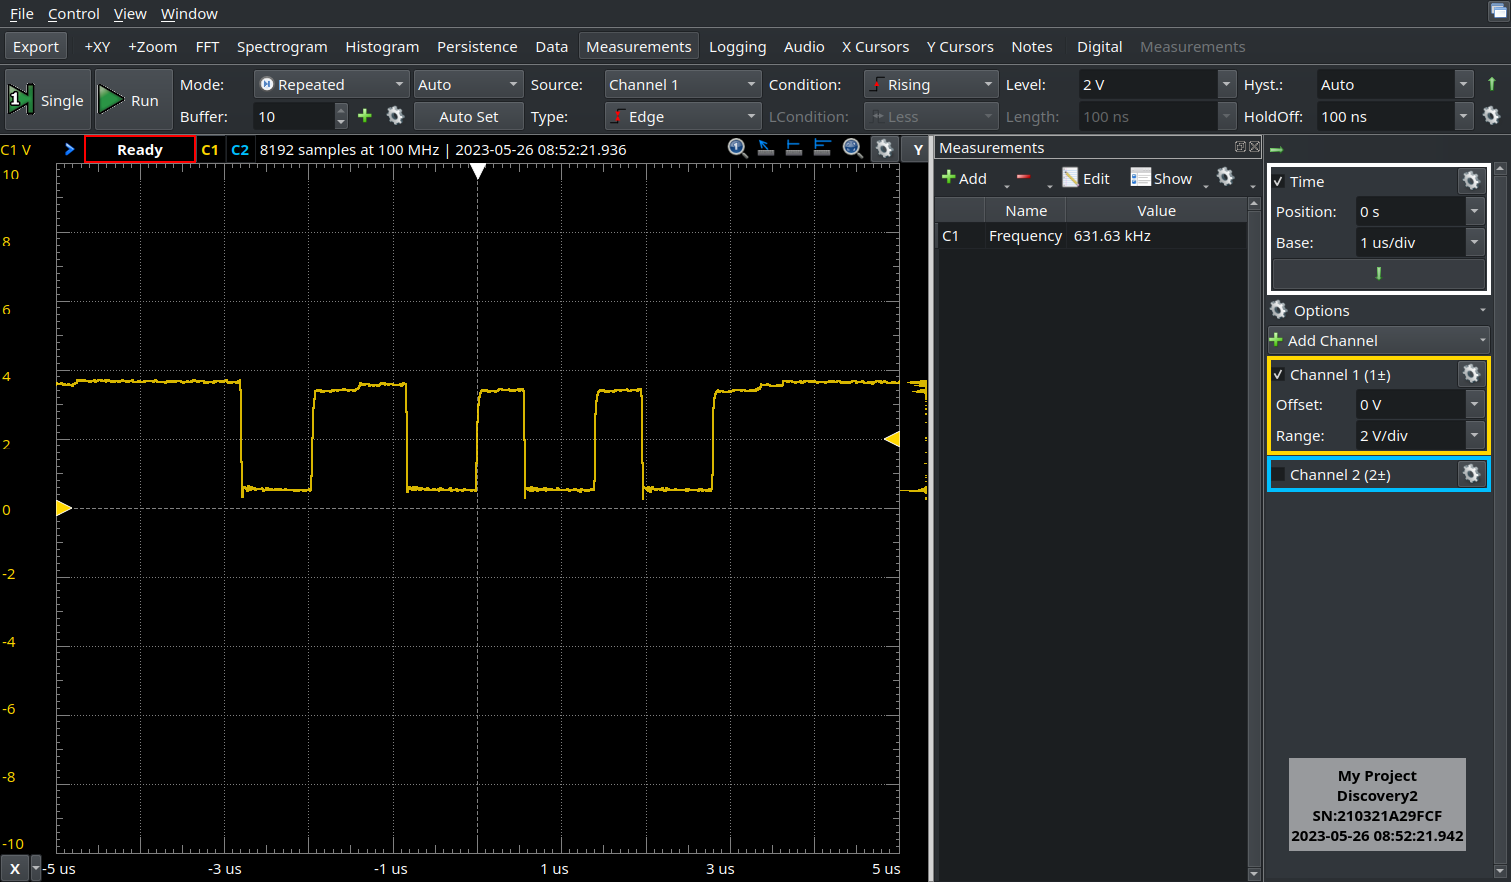 File Control View Window
Export +XY +Zoom FFT Spectrogram Histogram Persistence Data Measurements Logging Audio X Cursors Y Cursors Notes Digital Measurements
1 Single Run Mode: Repeated Auto Source: Channel 1 Condition: Rising Level: 2 V Hyst.: Auto
Buffer: 10 Auto Set Type: Edge LCondition: Less Length: 100 ns HoldOff: 100 ns
C1 V Ready C1 C2 8192 samples at 100 MHz | 2023-05-26 08:52:21.936 Y
10
8
6
4
2
0
-2
-4
-6
-8
-10
X -5 us -3 us -1 us 1 us 3 us 5 us
Measurements
Add Edit Show
Name Value
C1 Frequency 631.63 kHz
Time
Position: 0 s
Base: 1 us/div
Options
Add Channel
Channel 1 (1±)
Offset: 0 V
Range: 2 V/div
Channel 2 (2±)
My Project
Discovery2
SN:210321A29FCF
2023-05-26 08:52:21.942